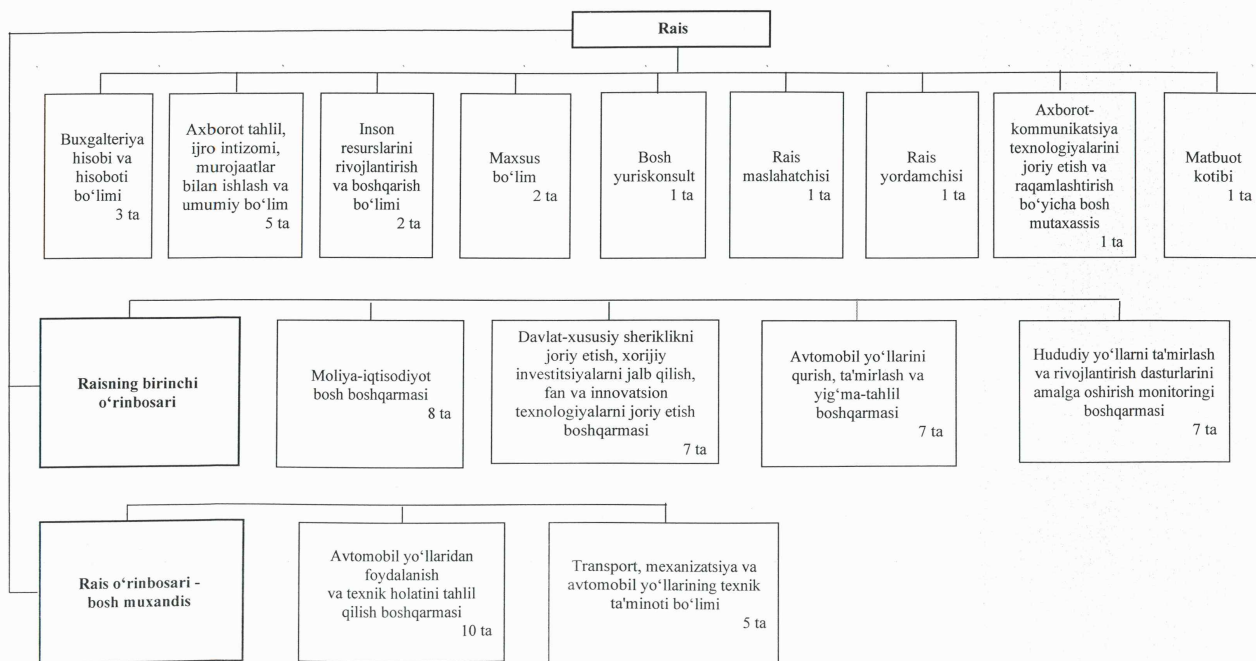 Rais
Buxgalteriya
hisobi va
hisoboti
bo‘limi
3 ta
Axborot tahlil,
ijro intizomi,
murojaatlar
bilan ishlash va
umumiy bo‘lim
5 ta
Inson
resurslarini
rivojlantirish
va boshqarish
bo‘limi
2 ta
Maxsus
bo‘lim
2 ta
Bosh
yuriskonsult
1 ta
Rais
maslahatchisi
1 ta
Rais
yordamchisi
1 ta
Axborot-
kommunikatsiya
texnologiyalarini
joriy etish va
raqamlashtirish
bo‘yicha bosh
mutaxassis
1 ta
Matbuot
kotibi
1 ta
Raisning birinchi
o‘rinbosari
Moliya-iqtisodiyot
bosh boshqarmasi
8 ta
Davlat-xususiy sheriklikni
joriy etish, xorijiy
investitsiyalarni jalb qilish,
fan va innovatsion
texnologiyalarni joriy etish
boshqarmasi
7 ta
Avtomobil yo‘llarini
qurish, ta'mirlash va
yig‘ma-tahlil
boshqarmasi
7 ta
Hududiy yo‘llarni ta'mirlash
va rivojlantirish dasturlarini
amalga oshirish monitoringi
boshqarmasi
7 ta
Rais o‘rinbosari -
bosh muxandis
Avtomobil yo‘llaridan
foydalanish
va texnik holatini tahlil
qilish boshqarmasi
10 ta
Transport, mexanizatsiya va
avtomobil yo‘llarining texnik
ta'minoti bo‘limi
5 ta